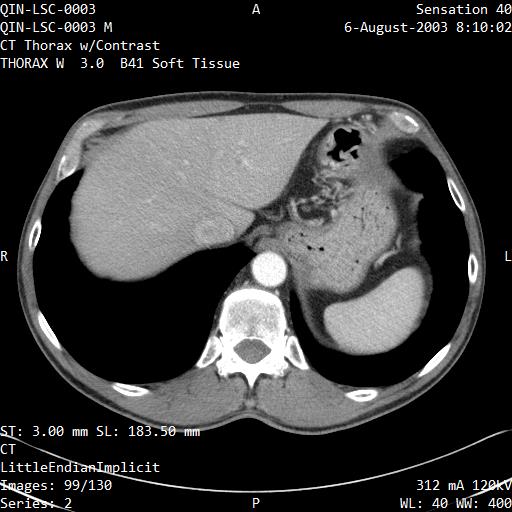 QIN-LSC-0003
A
Sensation 40
QIN-LSC-0003 M
6-August-2003 8:10:02
CT Thorax w/Contrast
THORAX W 3.0 B41 Soft Tissue
R
L
ST: 3.00 mm SL: 183.50 mm
CT
LittleEndianImplicit
Images: 99/130
312 mA 120kV
Series: 2
P
WL: 40 WW: 400